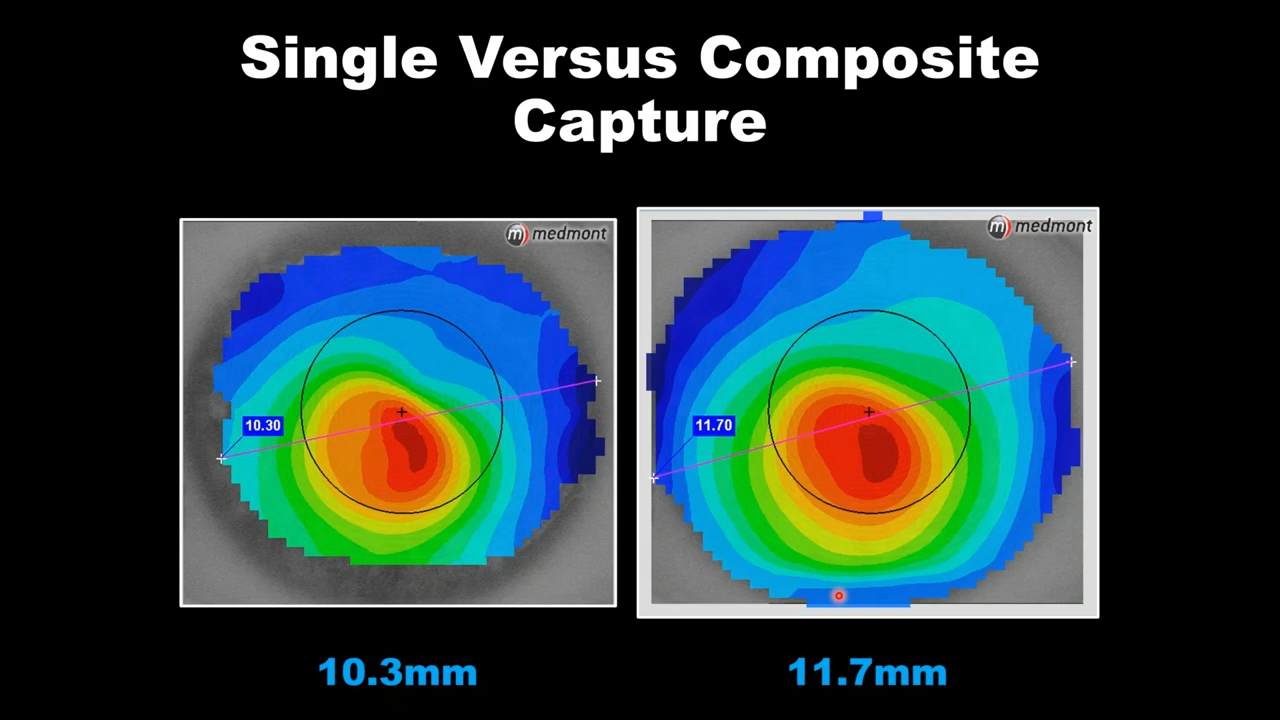 Single Versus Composite
Capture
medmont
medmont
10.30
11.70
10.3mm
11.7mm